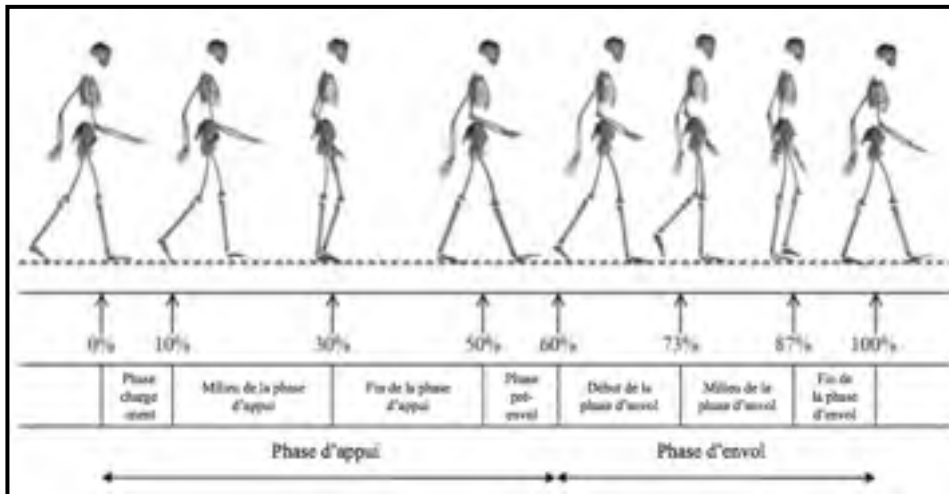 0% 10% 30% 50% 60% 73% 87% 100%
Phase
charge
ment
Milieu de la phase
d'appui
Fin de la phase
d'appui
Phase
pré-
envol
Début de la
phase d'envol
Milieu de la
phase d'envol
Fin de
la phase
d'envol
Phase d'appui
Phase d'envol